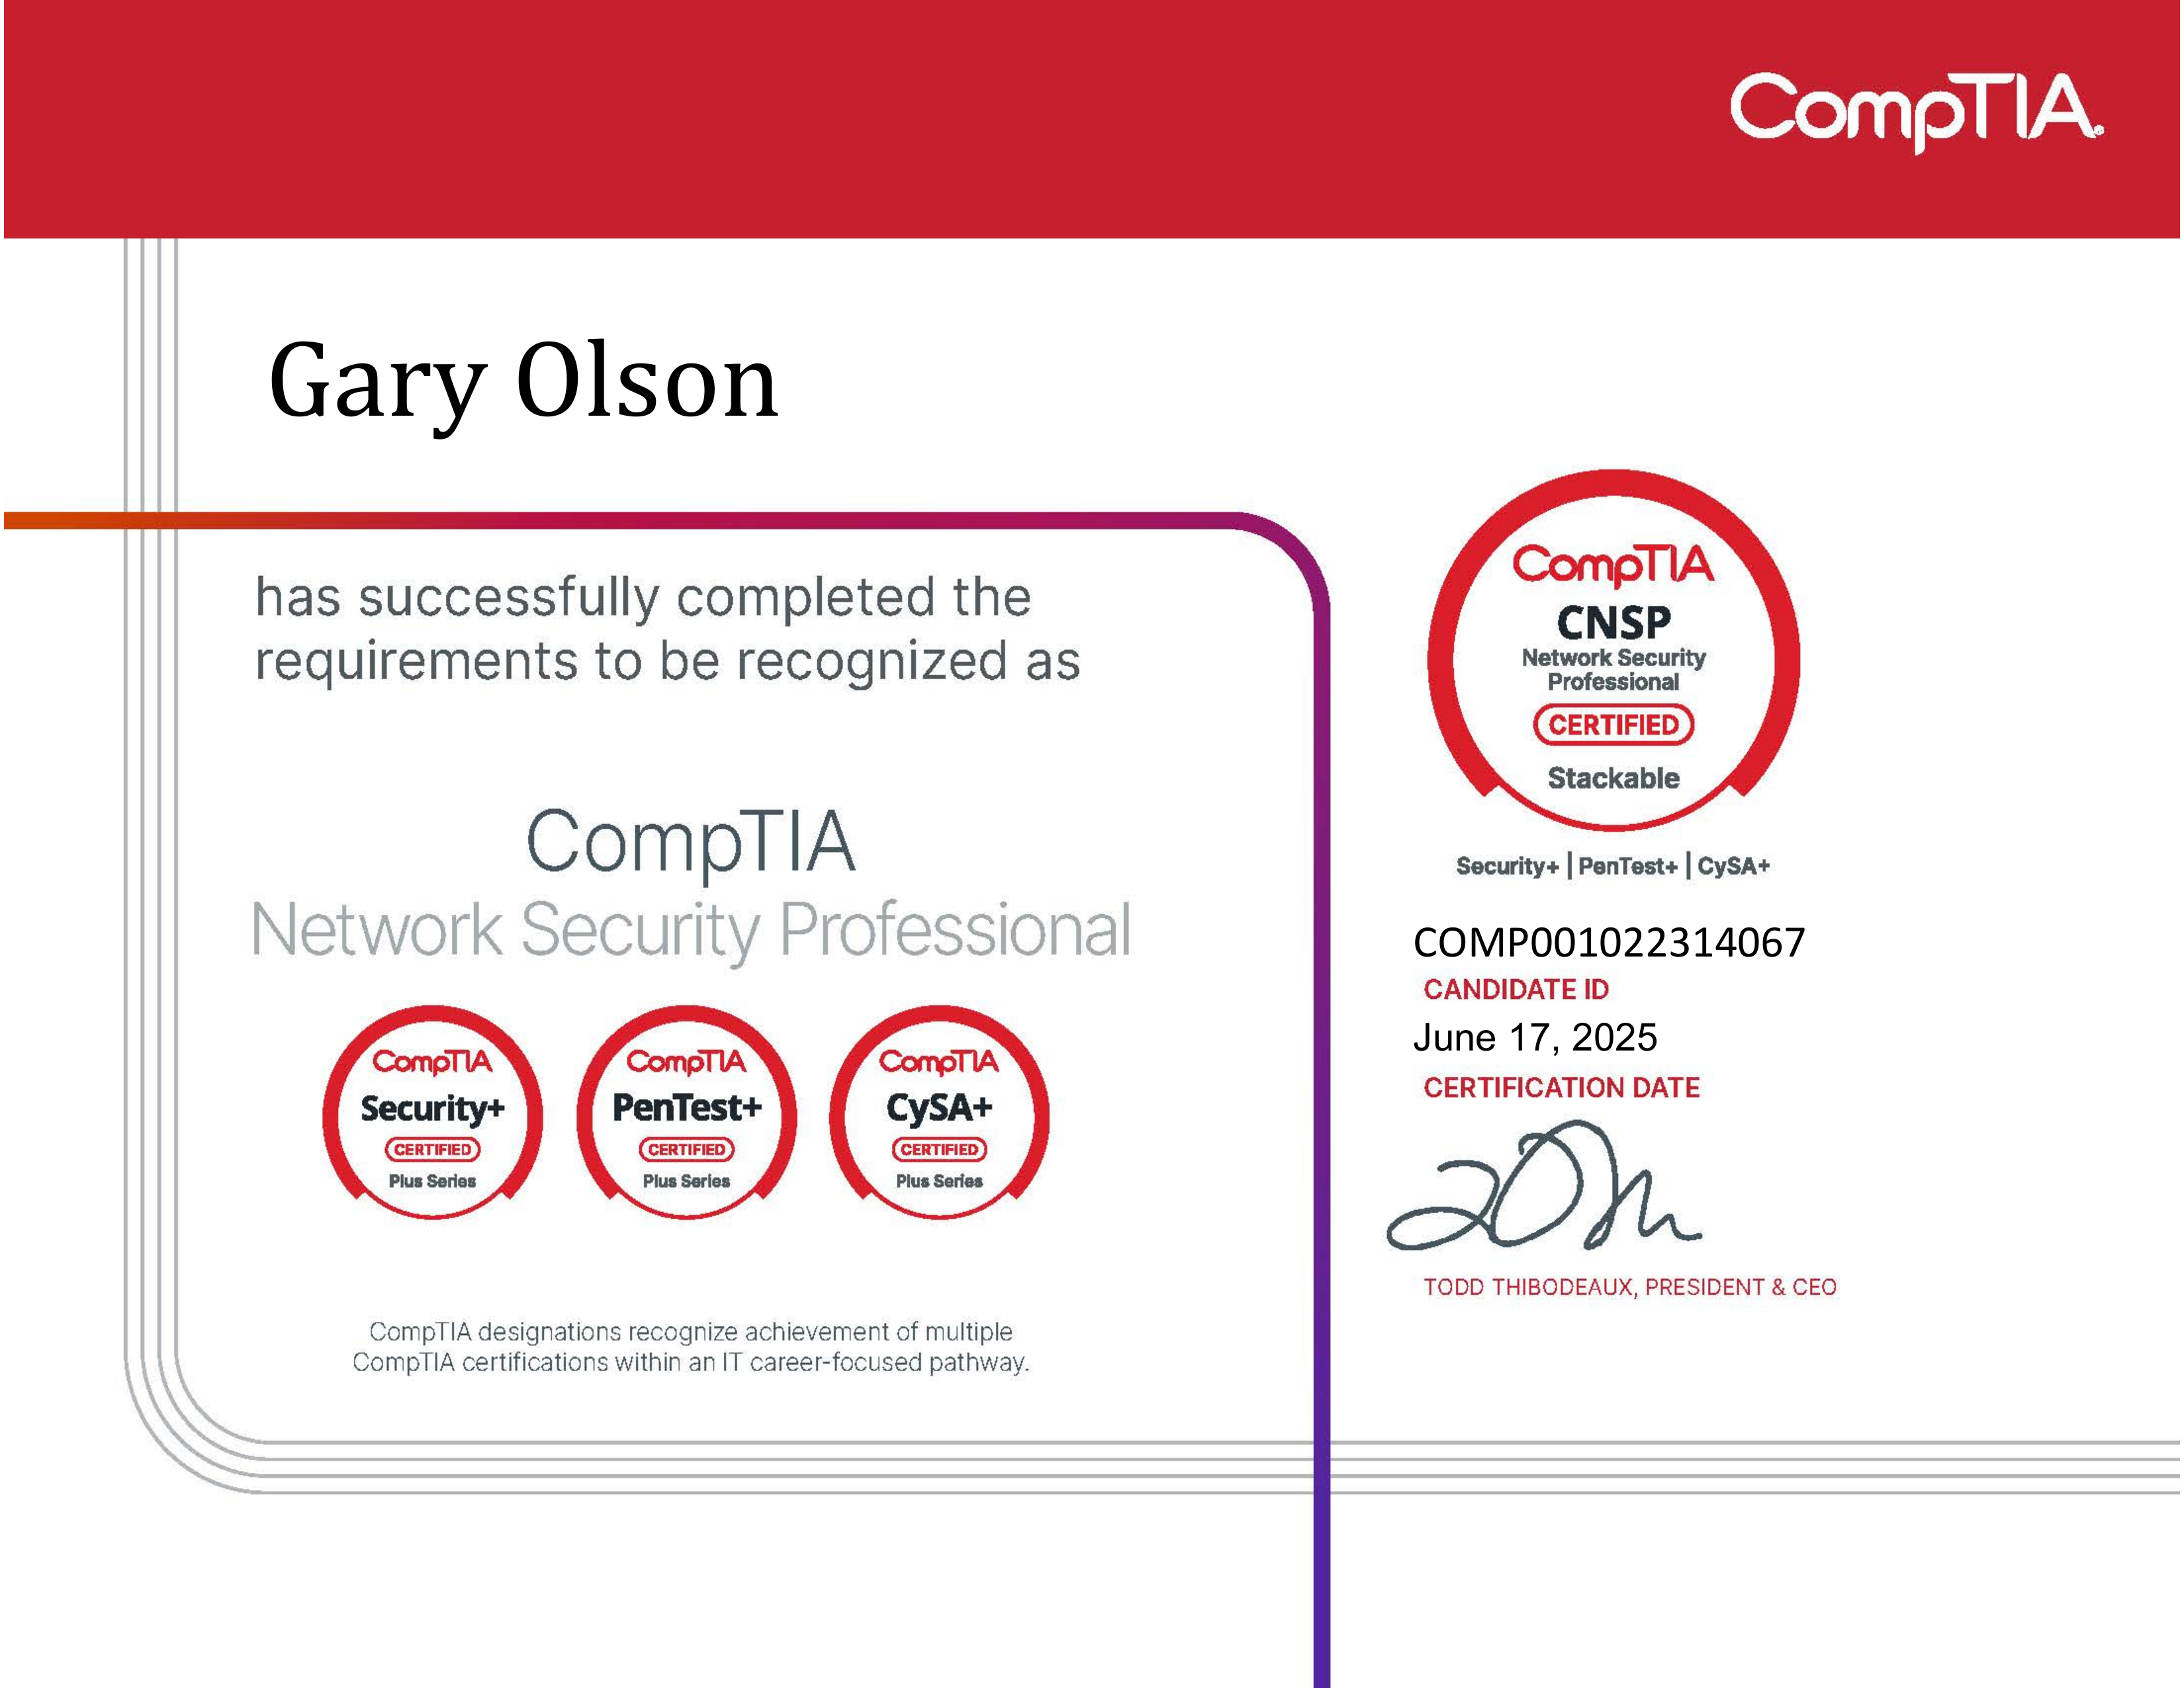 CompTIA®
Gary Olson
has successfully completed the
requirements to be recognized as
CompTIA
Network Security Professional
CompTIA
Security+
CERTIFIED
Plus Series
CompTIA
PenTest+
CERTIFIED
Plus Series
CompTIA
CySA+
CERTIFIED
Plus Series
CompTIA designations recognize achievement of multiple
CompTIA certifications within an IT career-focused pathway.
CompTIA
CNSP
Network Security
Professional
CERTIFIED
Stackable
Security+ | PenTest+ | CySA+
COMP001022314067
CANDIDATE ID
June 17, 2025
CERTIFICATION DATE
TODD THIBODEAUX, PRESIDENT & CEO